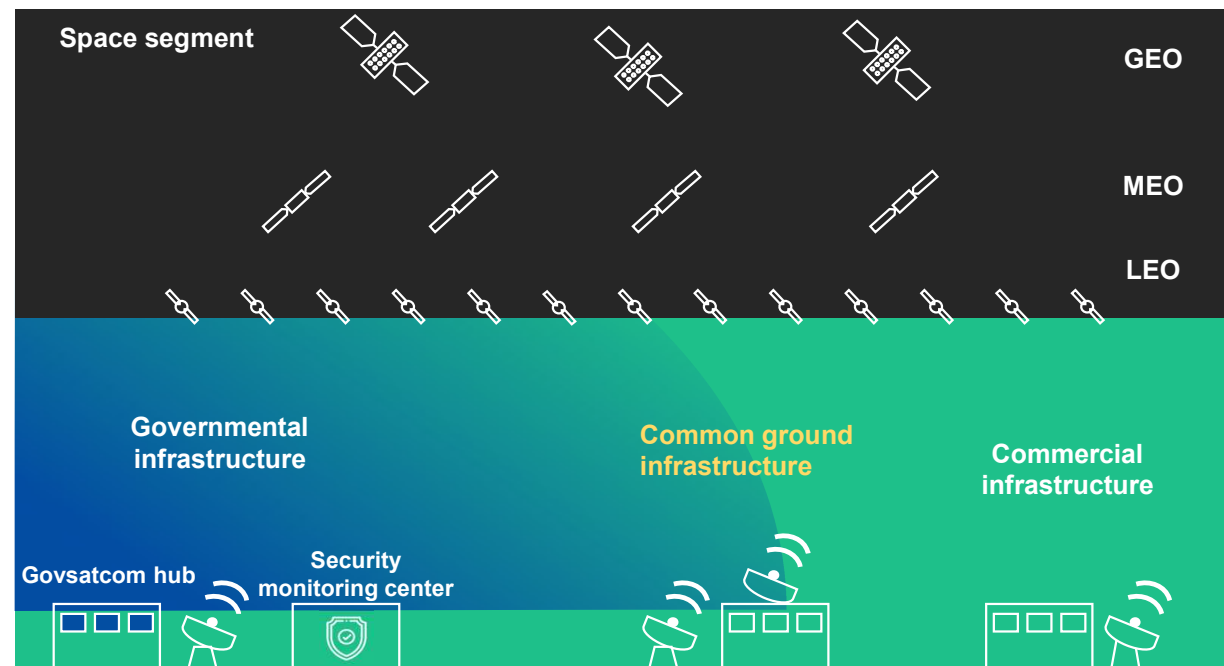 Space segment
GEO
MEO
LEO
Governmental
infrastructure
Common ground
infrastructure
Commercial
infrastructure
Govsatcom hub
Security
monitoring center